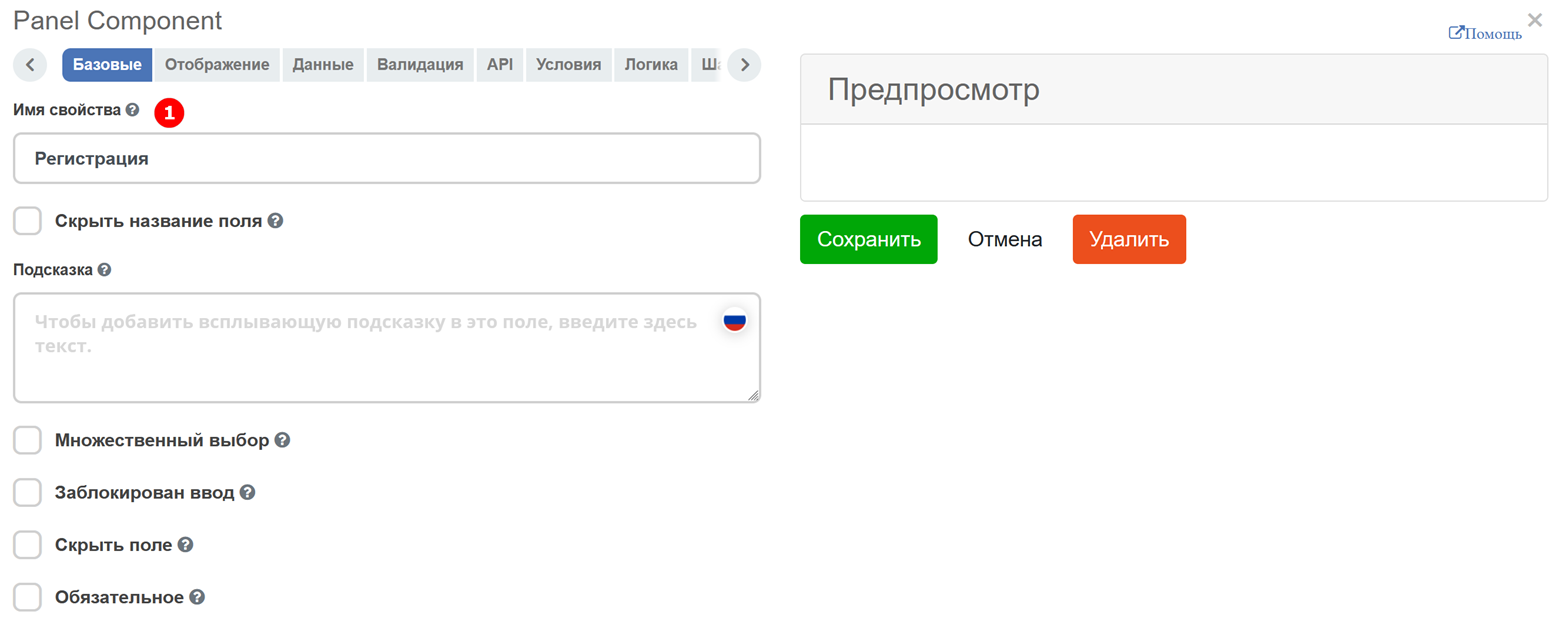 Panel Component
Помощь
Базовые Отображение Данные Валидация API Условия Логика
Имя свойства 1
Регистрация
Скрыть название поля
Подсказка
Чтобы добавить всплывающую подсказку в это поле, введите здесь
текст.
Множественный выбор
Заблокирован ввод
Скрыть поле
Обязательное
Предпросмотр
Сохранить Отмена Удалить